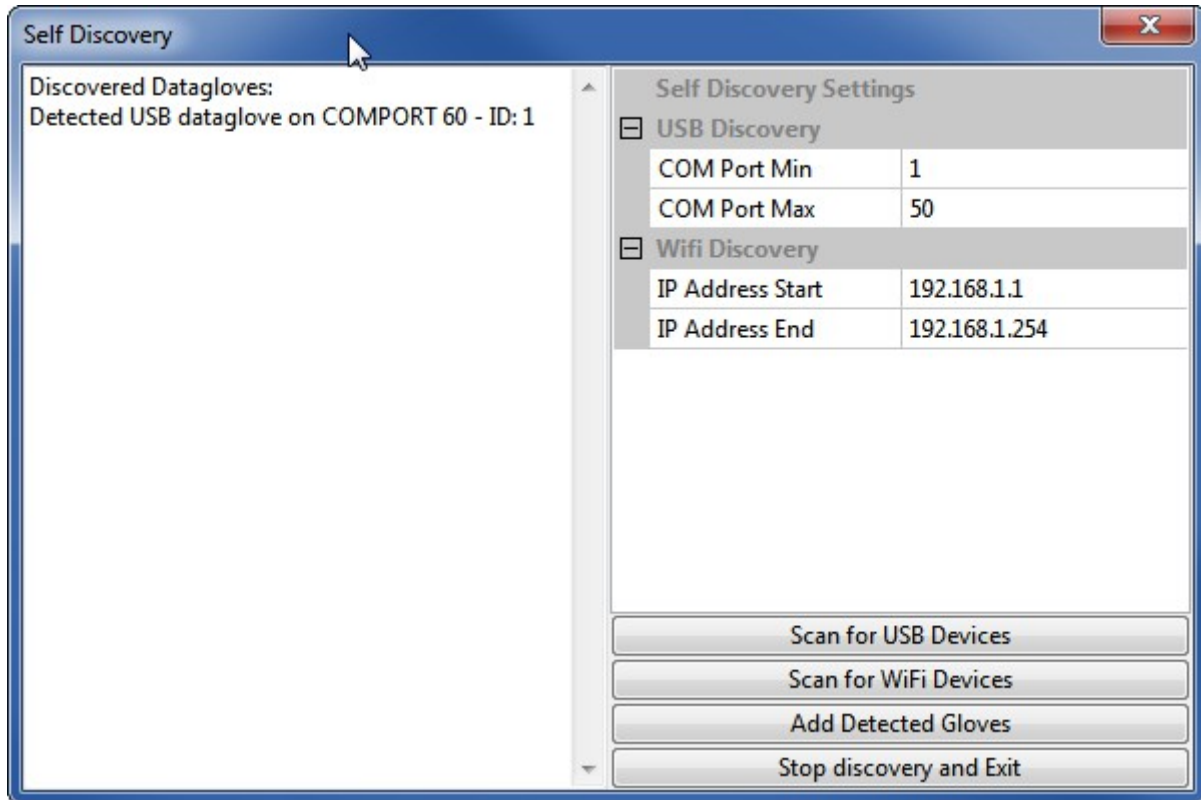 Self Discovery
Discovered Datagloves:
Detected USB dataglove on COMPORT 60 - ID: 1
Self Discovery Settings
USB Discovery
COM Port Min 1
COM Port Max 50
Wifi Discovery
IP Address Start 192.168.1.1
IP Address End 192.168.1.254
Scan for USB Devices
Scan for WiFi Devices
Add Detected Gloves
Stop discovery and Exit